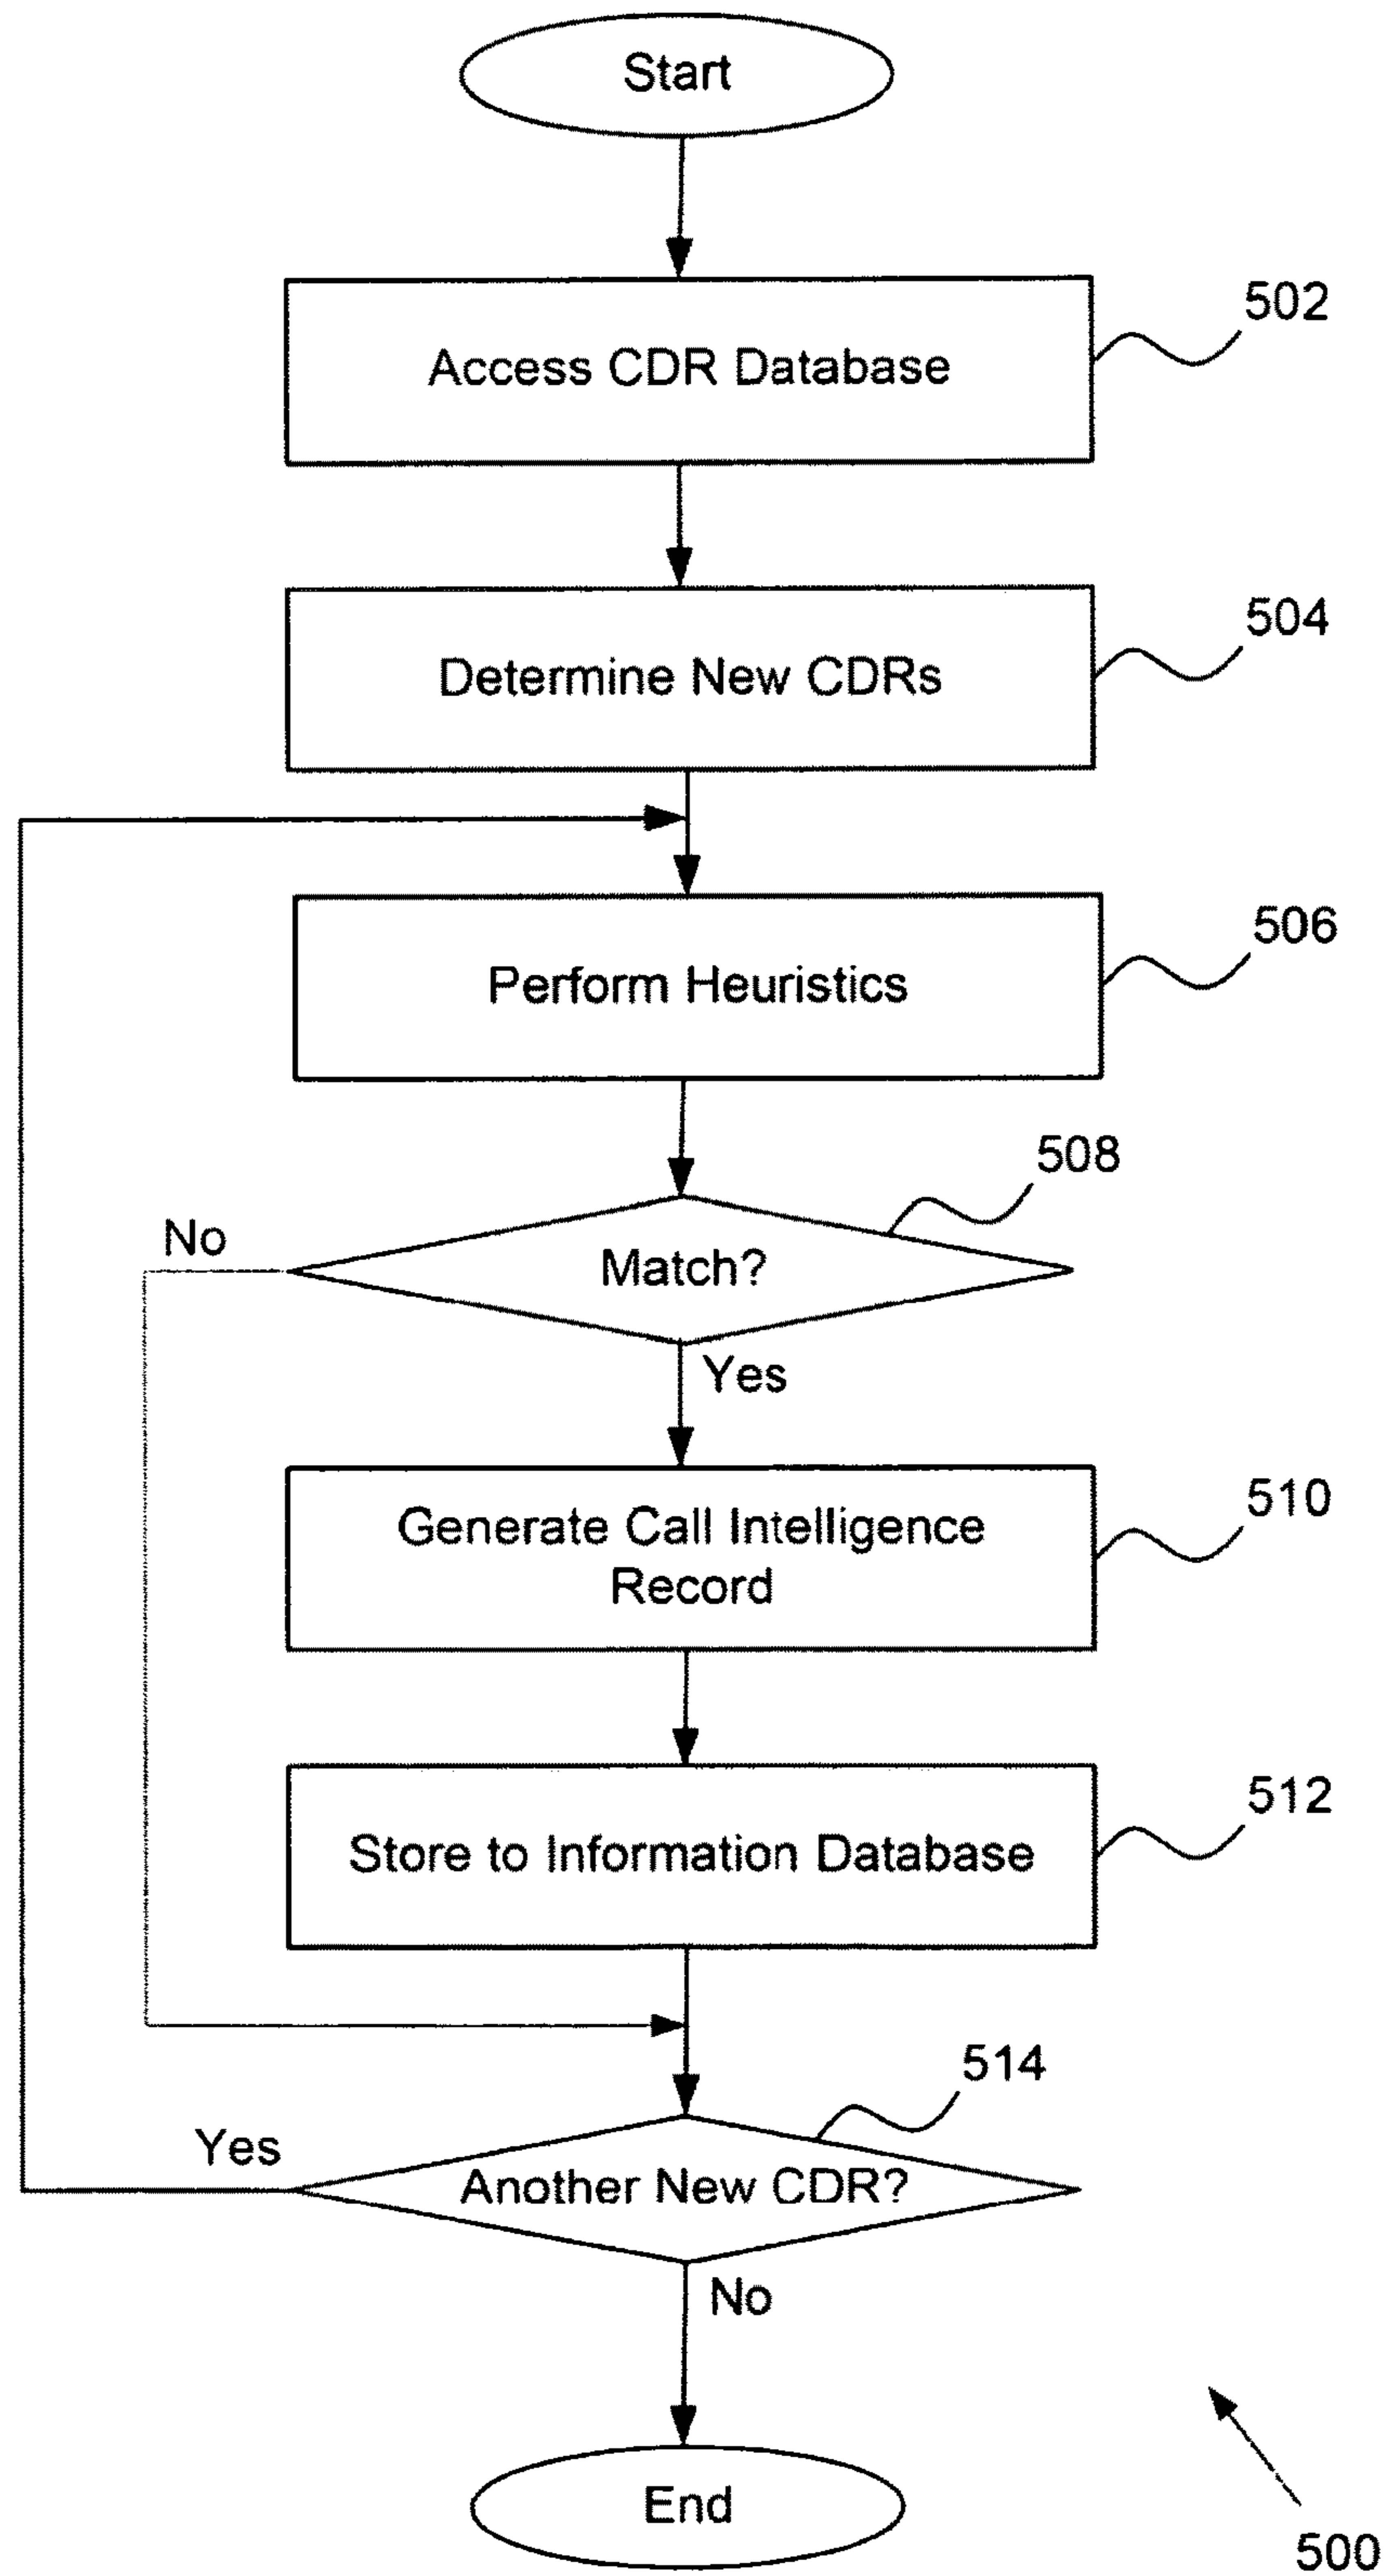 Start
502
Access CDR Database
504
Determine New CDRs
506
Perform Heuristics
508
No
Match?
Yes
510
Generate Call Intelligence
Record
512
Store to Information Database
514
Yes
Another New CDR?
No
End
500